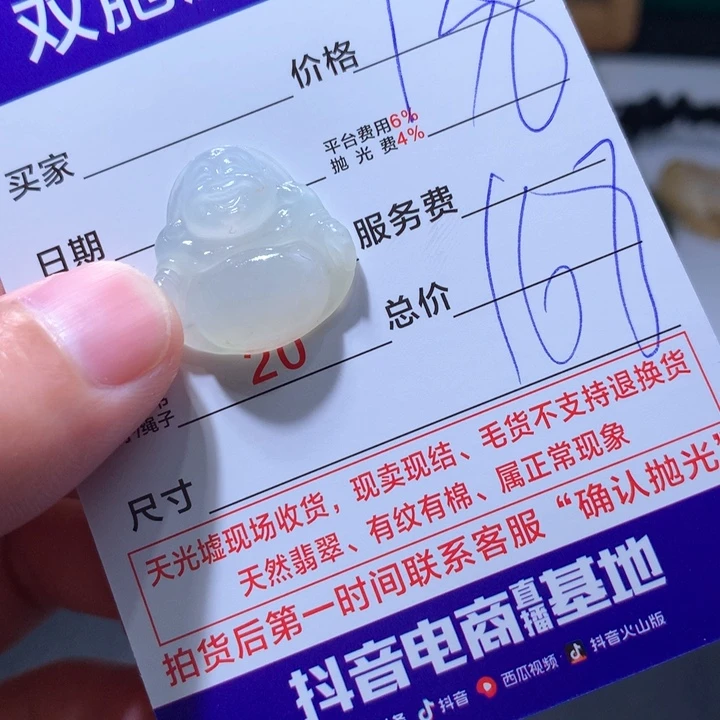 双胞
价格
买家
平台费用6%
抛光费4%
日期
服务费
167
总价
20
绳子
尺寸
天光墟现场收货，现卖现结、毛货不支持退换货
天然翡翠、有纹有棉、属正常现象
拍货后第一时间联系客服“确认抛光
抖音电商直播基地
抖音 西瓜视频 抖音火山版